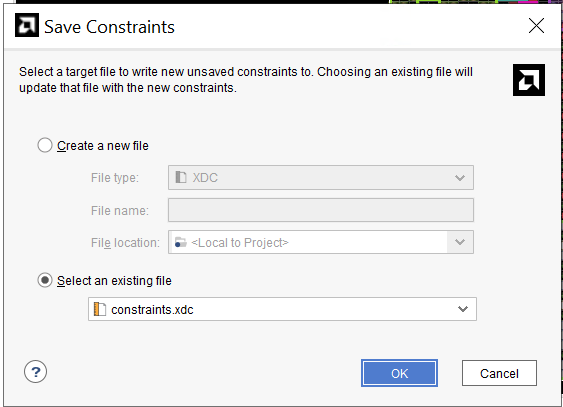 Save Constraints
Select a target file to write new unsaved constraints to. Choosing an existing file will
update that file with the new constraints.
Create a new file
File type: XDC
File name:
File location: <Local to Project>
Select an existing file
constraints.xdc
? OK Cancel